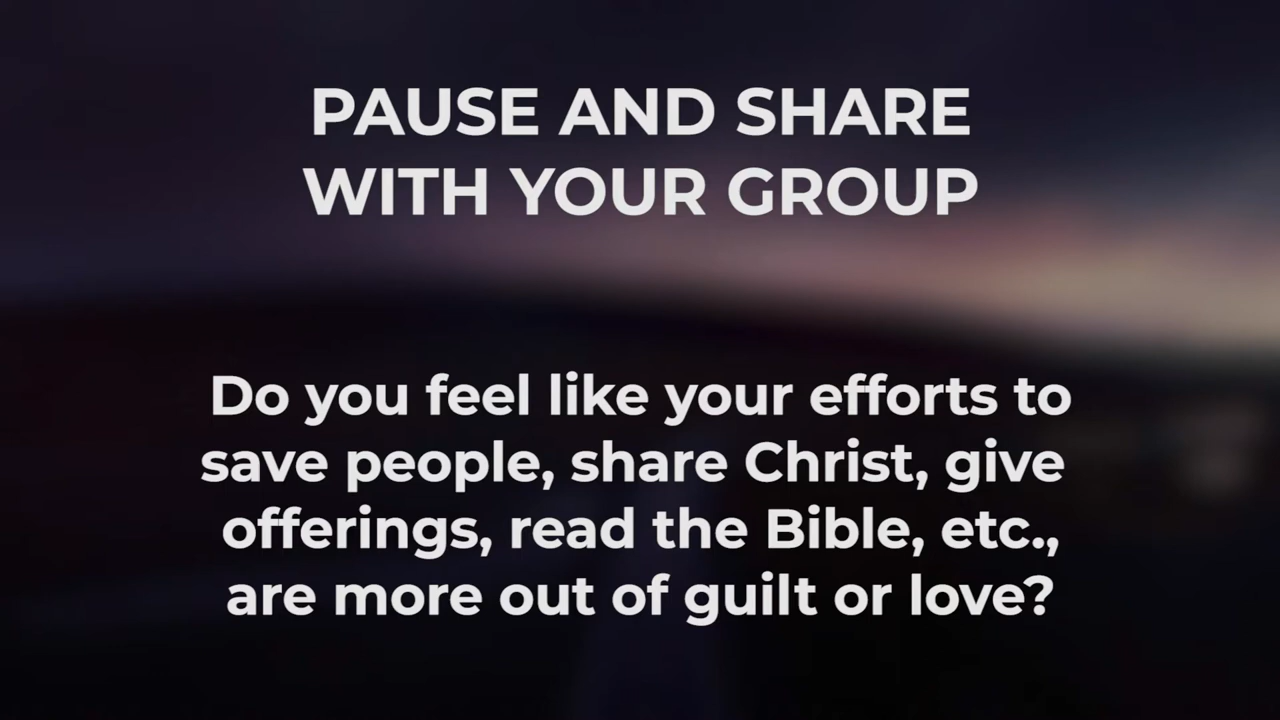 PAUSE AND SHARE
WITH YOUR GROUP
Do you feel like your efforts to
save people, share Christ, give
offerings, read the Bible, etc.,
are more out of guilt or love?